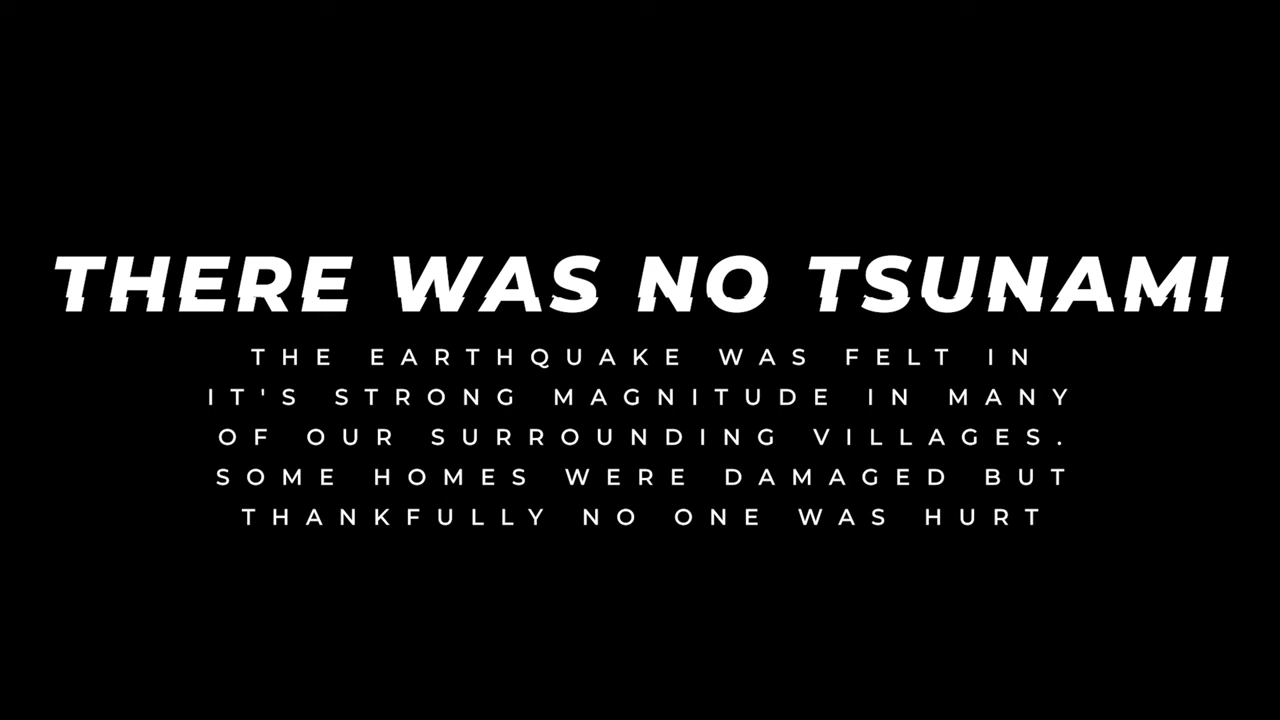 THERE WAS NO TSUNAMI
THE EARTHQUAKE WAS FELT IN
IT'S STRONG MAGNITUDE IN MANY
OF OUR SURROUNDING VILLAGES.
SOME HOMES WERE DAMAGED BUT
THANKFULLY NO ONE WAS HURT